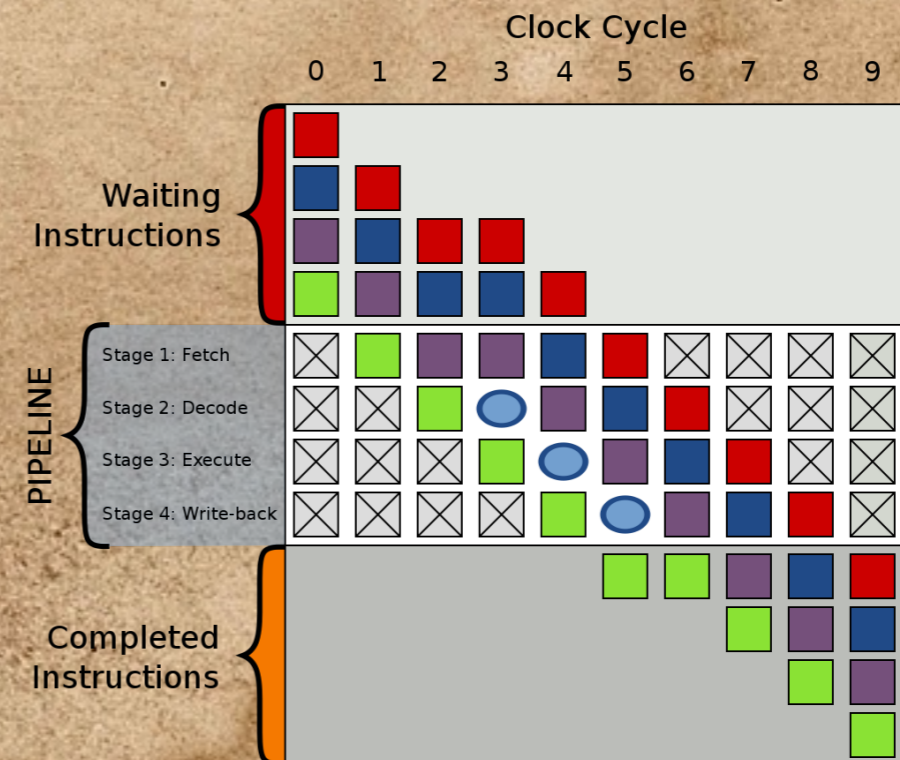 Clock Cycle
0 1 2 3 4 5 6 7 8 9
Waiting
Instructions
PIPELINE
Stage 1: Fetch
Stage 2: Decode
Stage 3: Execute
Stage 4: Write-back
Completed
Instructions